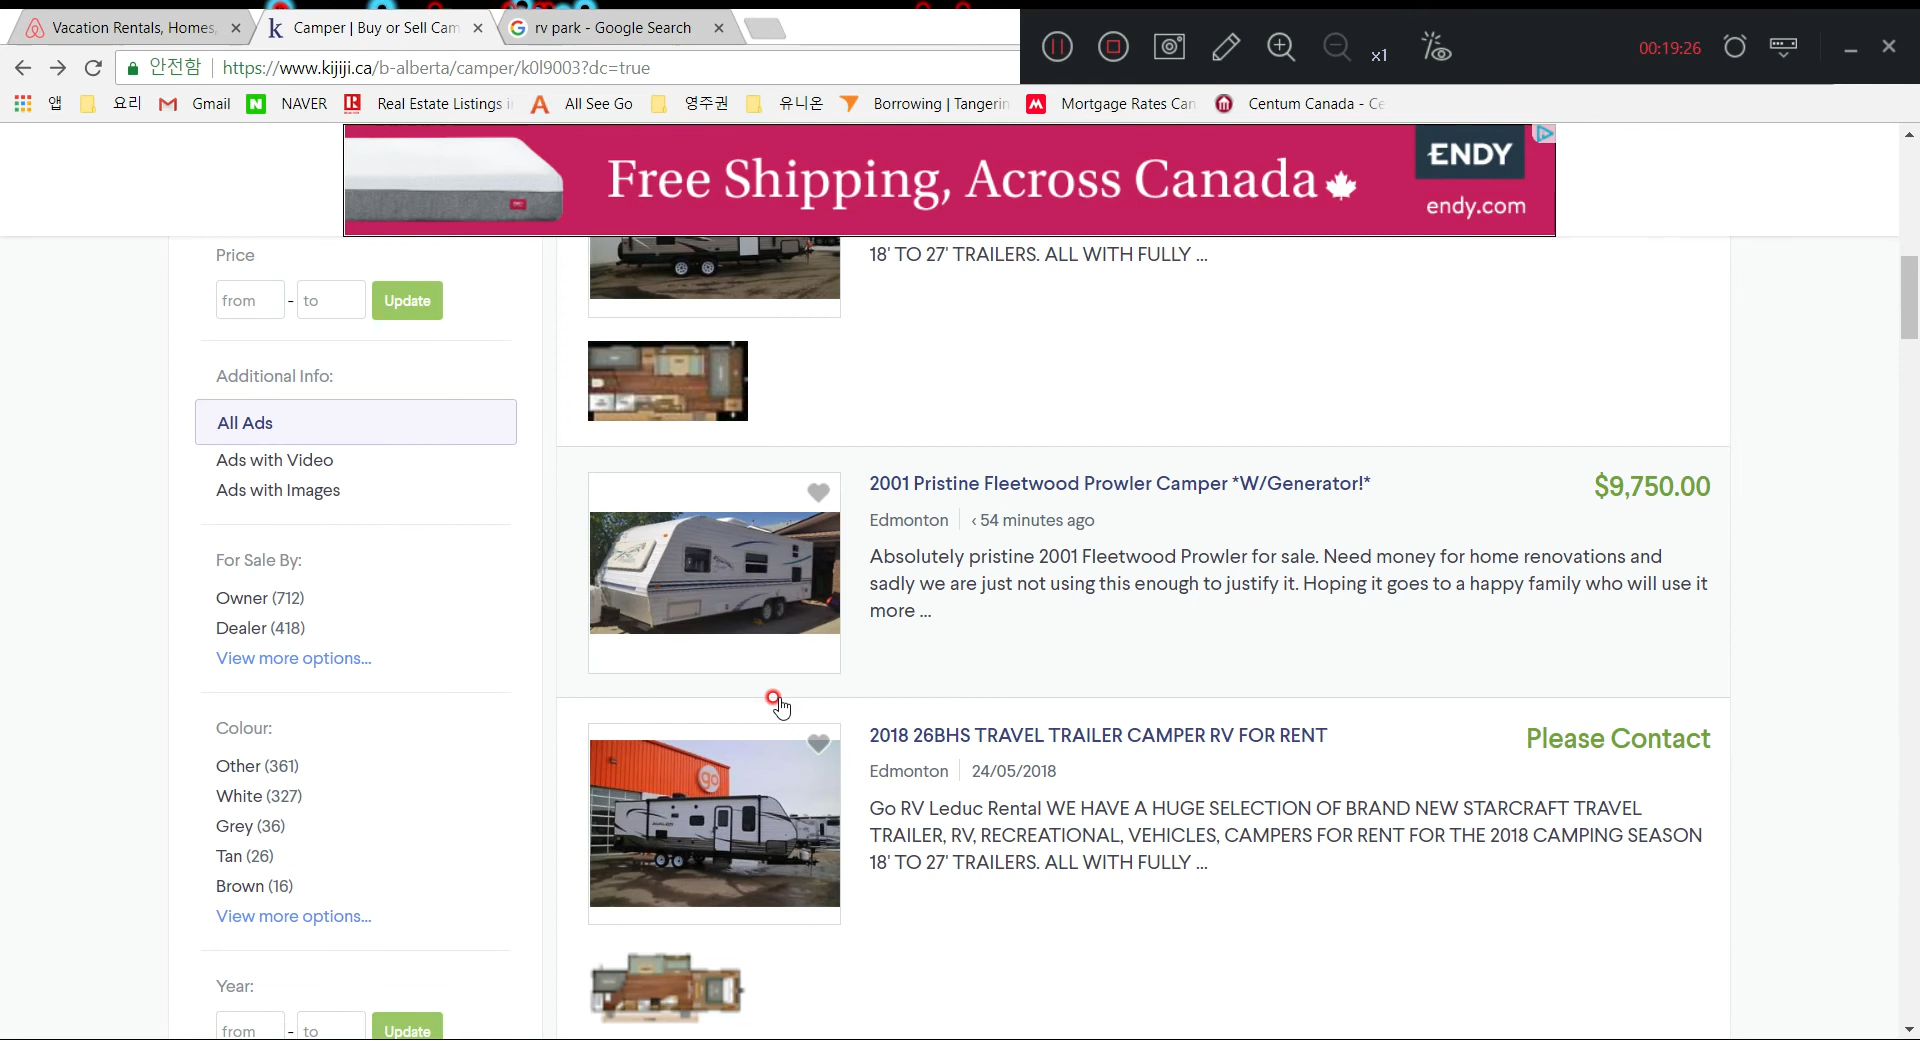 Vacation Rentals, Homes,
Camper | Buy or Sell Cam
rv park - Google Search
x1
00:19:26
안전함
https://www.kijiji.ca/b-alberta/camper/k0l9003?dc=true
앱
요리
Gmail
NAVER
Real Estate Listings i
All See Go
영주권
유니온
Borrowing | Tangerin
Mortgage Rates Can
Centum Canada - Ce
Free Shipping, Across Canada
ENDY
endy.com
Price
from - to Update
Additional Info:
All Ads
Ads with Video
Ads with Images
For Sale By:
Owner (712)
Dealer (418)
View more options...
Colour:
Other (361)
White (327)
Grey (36)
Tan (26)
Brown (16)
View more options...
Year:
from - to Update
18' TO 27' TRAILERS. ALL WITH FULLY ...
2001 Pristine Fleetwood Prowler Camper *W/Generator!*
$9,750.00
Edmonton | < 54 minutes ago
Absolutely pristine 2001 Fleetwood Prowler for sale. Need money for home renovations and
sadly we are just not using this enough to justify it. Hoping it goes to a happy family who will use it
more ...
2018 26BHS TRAVEL TRAILER CAMPER RV FOR RENT
Please Contact
Edmonton | 24/05/2018
Go RV Leduc Rental WE HAVE A HUGE SELECTION OF BRAND NEW STARCRAFT TRAVEL
TRAILER, RV, RECREATIONAL, VEHICLES, CAMPERS FOR RENT FOR THE 2018 CAMPING SEASON
18' TO 27' TRAILERS. ALL WITH FULLY ...
go